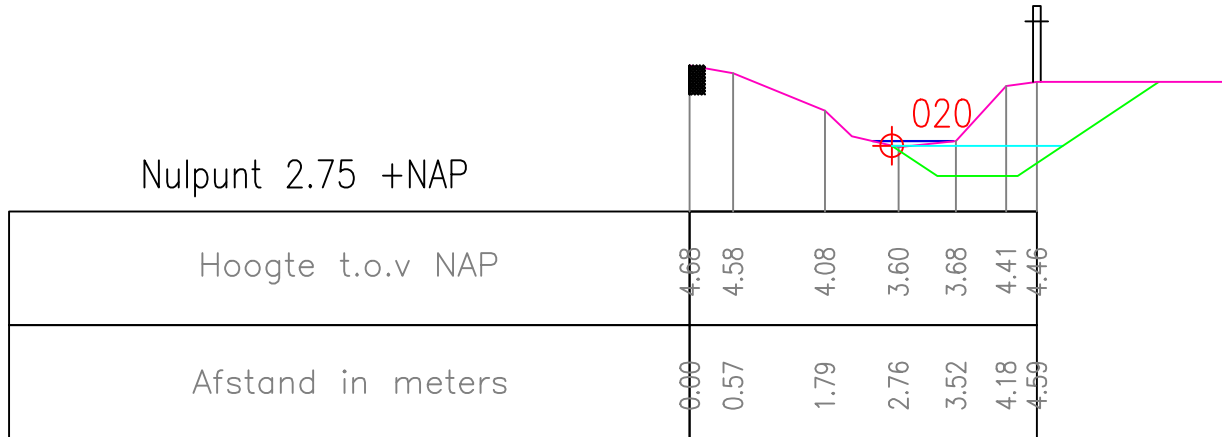 020
Nulpunt 2.75 +NAP
Hoogte t.o.v NAP 4.68 4.58 4.08 3.60 3.68 4.41 4.46
Afstand in meters 0.00 0.57 1.79 2.76 3.52 4.18 4.59